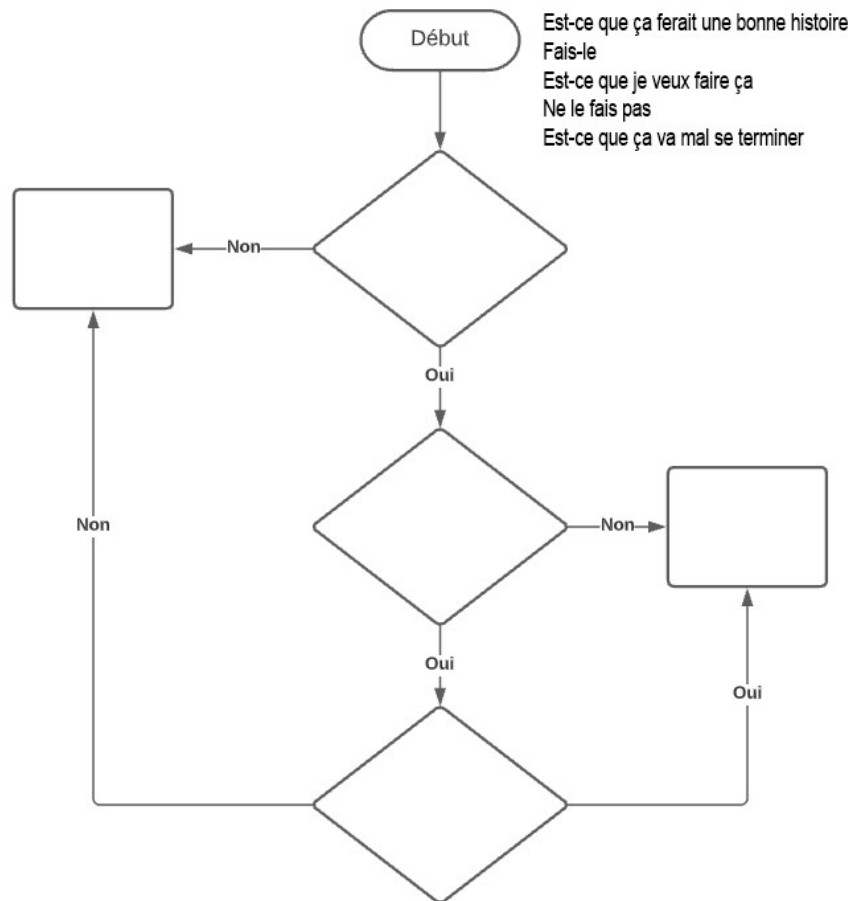 Début
Est-ce que ça ferait une bonne histoire
Fais-le
Est-ce que je veux faire ça
Ne le fais pas
Est-ce que ça va mal se terminer
Non
Oui
Non
Non
Oui
Oui